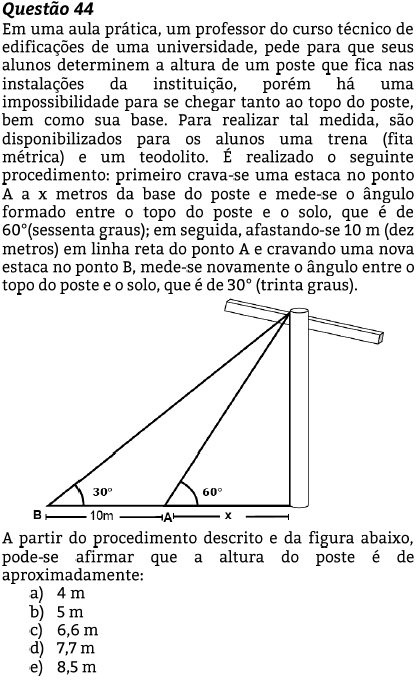 Questão 44
Em uma aula prática, um professor do curso técnico de
edificações de uma universidade, pede para que seus
alunos determinem a altura de um poste que fica nas
instalações da instituição, porém há uma
impossibilidade para se chegar tanto ao topo do poste,
bem como sua base. Para realizar tal medida, são
disponibilizados para os alunos uma trena (fita
métrica) e um teodolito. É realizado o seguinte
procedimento: primeiro crava-se uma estaca no ponto
A a x metros da base do poste e mede-se o ângulo
formado entre o topo do poste e o solo, que é de
60°(sessenta graus); em seguida, afastando-se 10 m (dez
metros) em linha reta do ponto A e cravando uma nova
estaca no ponto B, mede-se novamente o ângulo entre o
topo do poste e o solo, que é de 30° (trinta graus).
30° 60°
B 10m A x
A partir do procedimento descrito e da figura abaixo,
pode-se afirmar que a altura do poste é de
aproximadamente:
a) 4 m
b) 5 m
c) 6,6 m
d) 7,7 m
e) 8,5 m